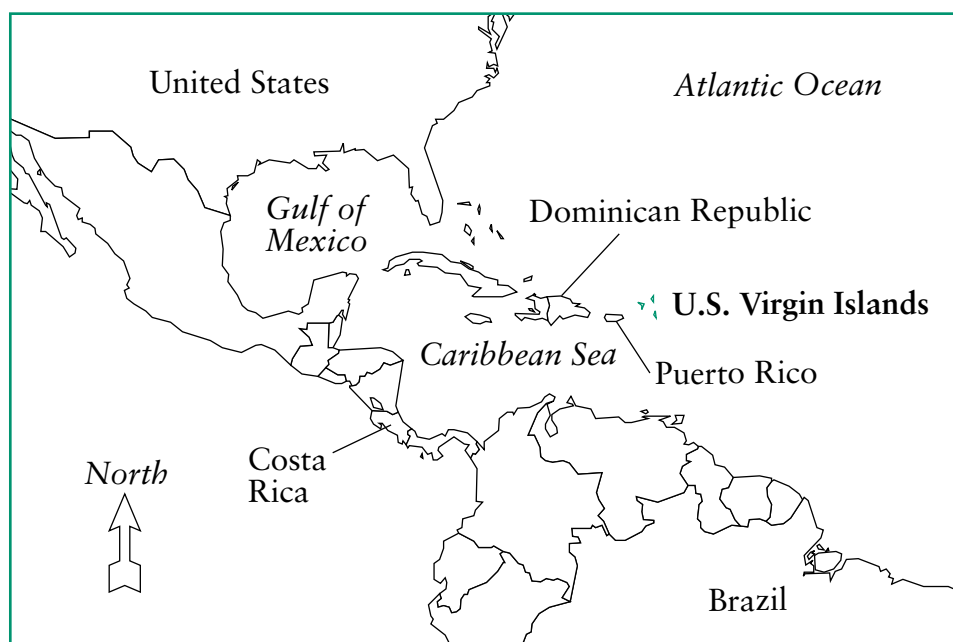 United States
Atlantic Ocean
Gulf of
Mexico
Dominican Republic
U.S. Virgin Islands
Caribbean Sea
Puerto Rico
Costa
Rica
North
Brazil